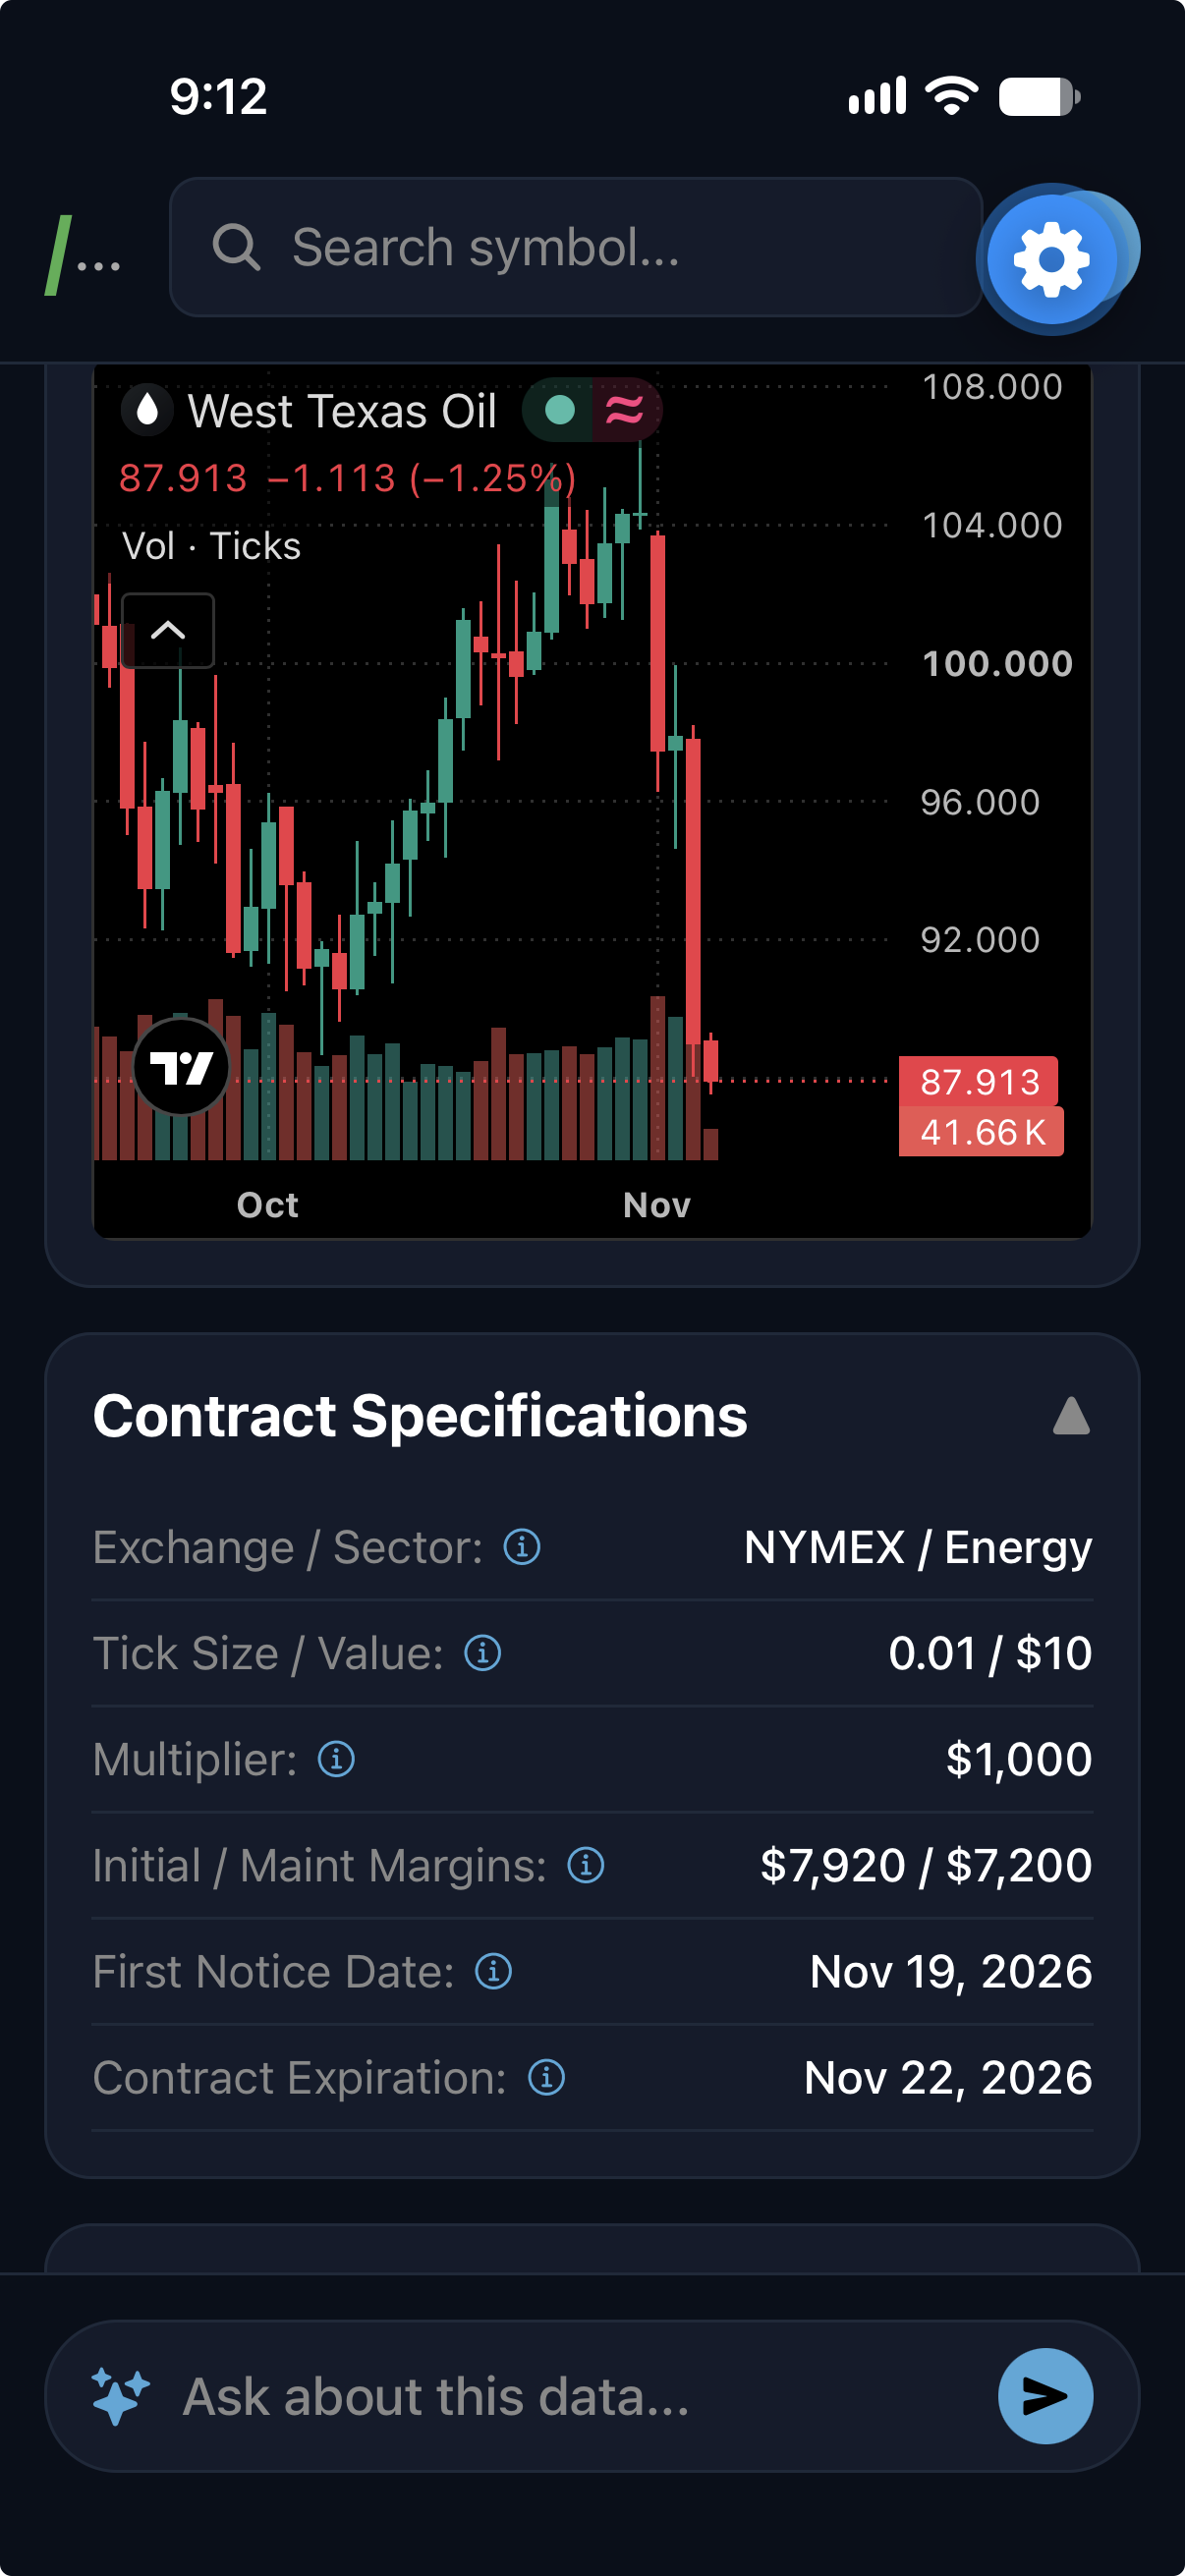 9:12
/...
Search symbol...
108.000
West Texas Oil
87.913 −1.113 (−1.25%)
104.000
Vol · Ticks
100.000
96.000
92.000
87.913
41.66 K
Oct
Nov
Contract Specifications
Exchange / Sector:
NYMEX / Energy
Tick Size / Value:
0.01 / $10
Multiplier:
$1,000
Initial / Maint Margins:
$7,920 / $7,200
First Notice Date:
Nov 19, 2026
Contract Expiration:
Nov 22, 2026
Ask about this data...